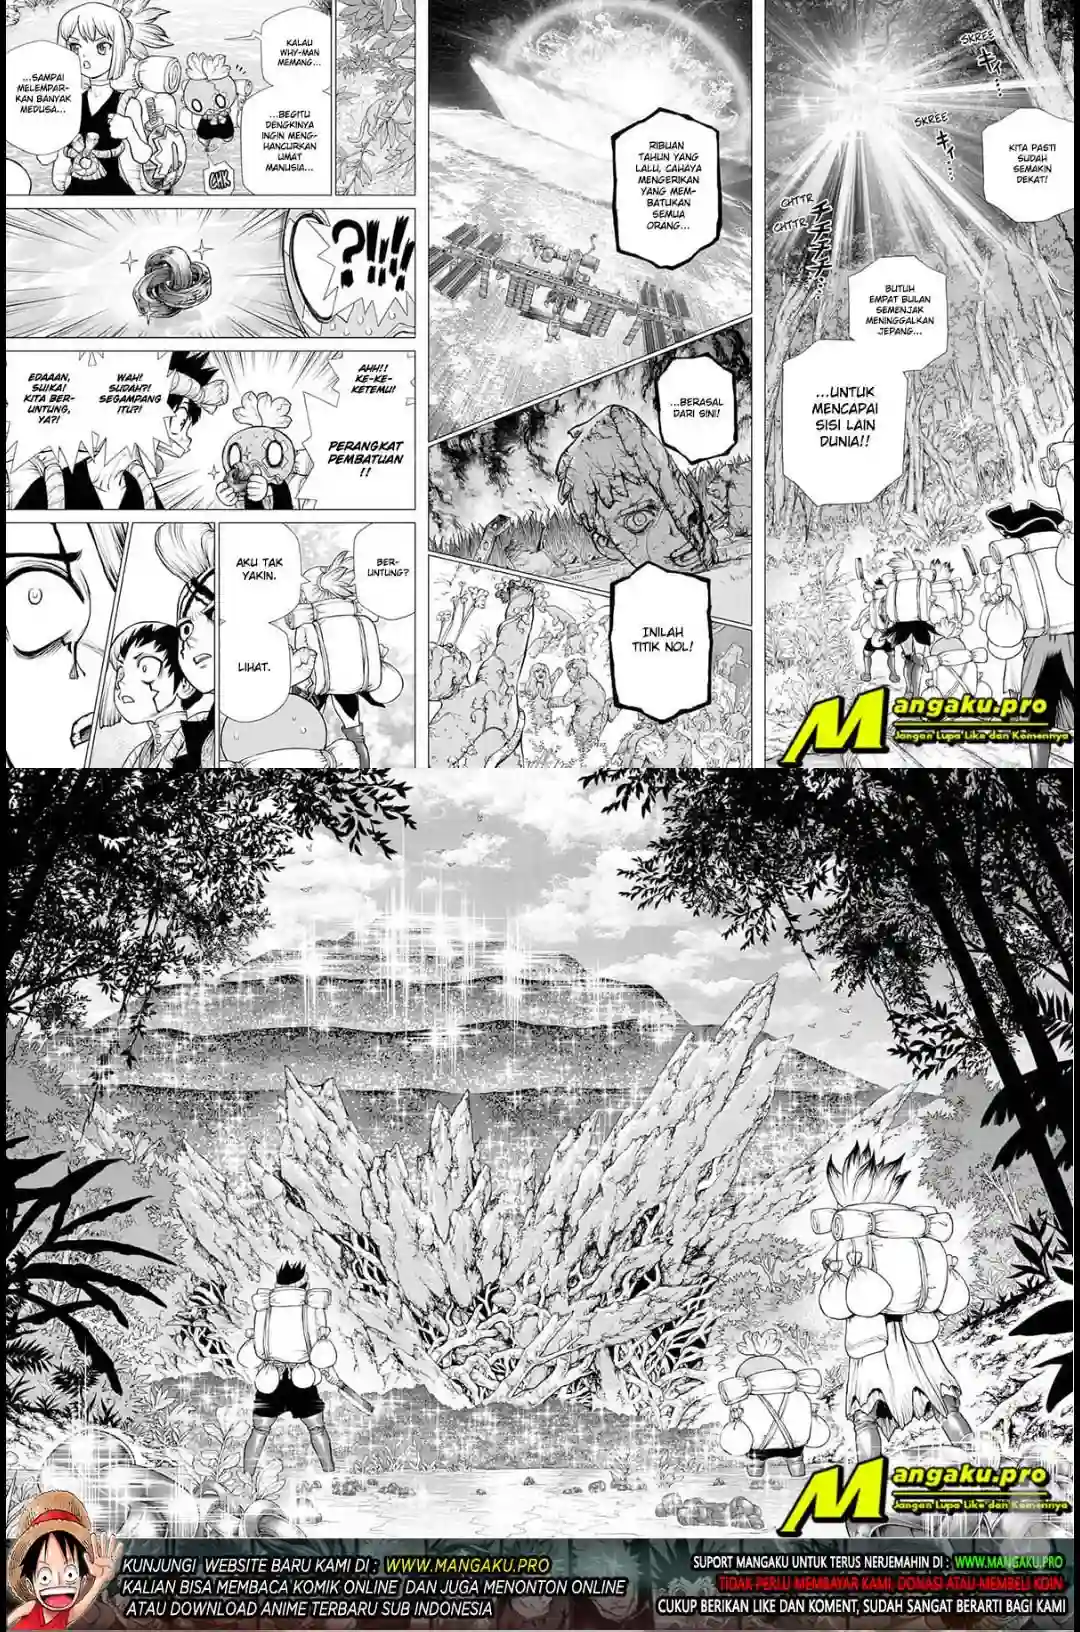 SKREE
SKREE
キィ...
キィ...
KITA PASTI
SUDAH
SEMAKIN
DEKAT!
CHTTR
CHTTR
チチチチ...
BUTUH
EMPAT BULAN
SEMENJAK
MENINGGALKAN
JEPANG...
...UNTUK
MENCAPAI
SISI LAIN
DUNIA!!
RIBUAN
TAHUN YANG
LALU, CAHAYA
MENGERIKAN
YANG MEM-
BATUKAN
SEMUA
ORANG...
...BERASAL
DARI SINI!
INILAH
TITIK NOL!
KALAU
WHY-MAN
MEMANG...
...BEGITU
DENGKINYA
INGIN MENG-
HANCURKAN
UMAT
MANUSIA...
...SAMPAI
MELEMPAR-
KAN BANYAK
MEDUSA...
CHK
?!!!!
AHH!!
KE-KE-
KETEMU!
PERANGKAT
PEMBATUAN
!!
WAH!
SUDAH?!
SEGAMPANG
ITU?!
EDAAAN,
SUIKA!
KITA BER-
UNTUNG,
YA?!
BER-
UNTUNG?
AKU TAK
YAKIN.
LIHAT.
Mangaku.pro
Jangan Lupa Like dan Komennya
Mangaku.pro
Jangan Lupa Like dan Komennya
KUNJUNGI WEBSITE BARU KAMI DI : WWW.MANGAKU.PRO
KALIAN BISA MEMBACA KOMIK ONLINE DAN JUGA MENONTON ONLINE
ATAU DOWNLOAD ANIME TERBARU SUB INDONESIA
SUPORT MANGAKU UNTUK TERUS NERJEMAHIN DI : WWW.MANGAKU.PRO
TIDAK PERLU MEMBAYAR KAMI, DONASI ATAU MEMBELI KOIN
CUKUP BERIKAN LIKE DAN KOMENT, SUDAH SANGAT BERARTI BAGI KAMI